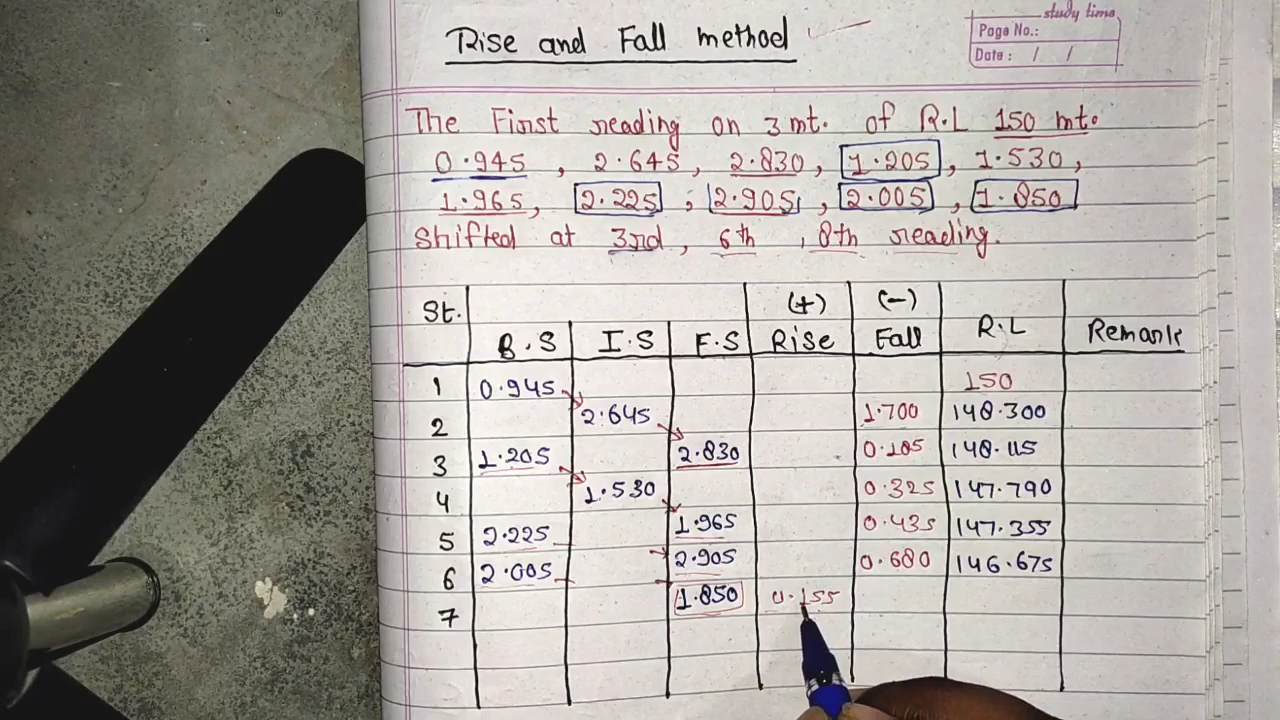 study time
Page No.:
Date : / /
Rise and Fall method
The First reading on 3 mt. of R.L 150 mt.
0.945 , 2.645, 2.830, 1.205, 1.530,
1.965, 2.225 ; 2.905, 2.005, 1.850
Shifted at 3rd, 6th , 8th reading.
St. B.S I.S F.S (+) Rise (-) Fall R.L Remark
1 0.945 150
2 2.645 1.700 148.300
3 1.205 2.830 0.185 148.115
4 1.530 0.325 147.790
5 2.225 1.965 0.435 147.355
6 2.005 2.905 0.680 146.675
7 1.850 0.155